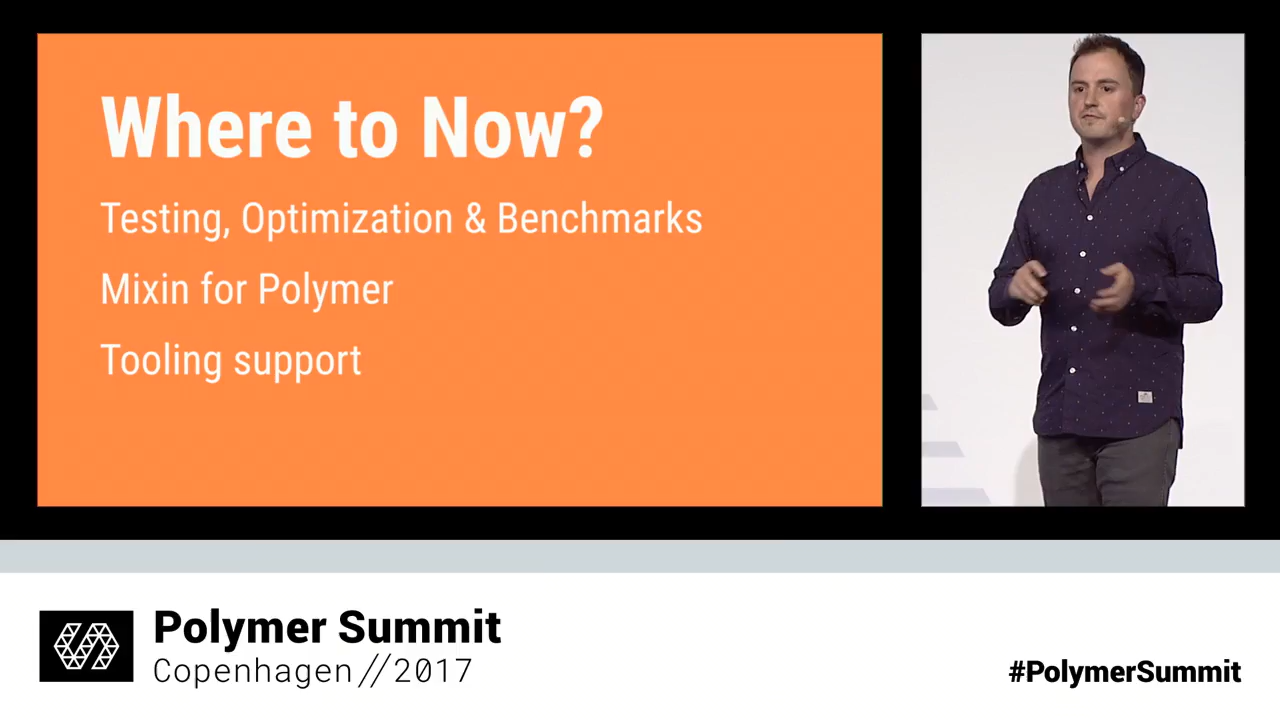 Where to Now?
Testing, Optimization & Benchmarks
Mixin for Polymer
Tooling support
Polymer Summit
Copenhagen//2017
#PolymerSummit